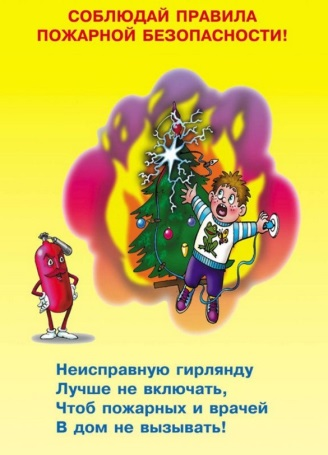 СОБЛЮДАЙ ПРАВИЛА
ПОЖАРНОЙ БЕЗОПАСНОСТИ!
Неисправную гирлянду
Лучше не включать,
Чтоб пожарных и врачей
В дом не вызывать!